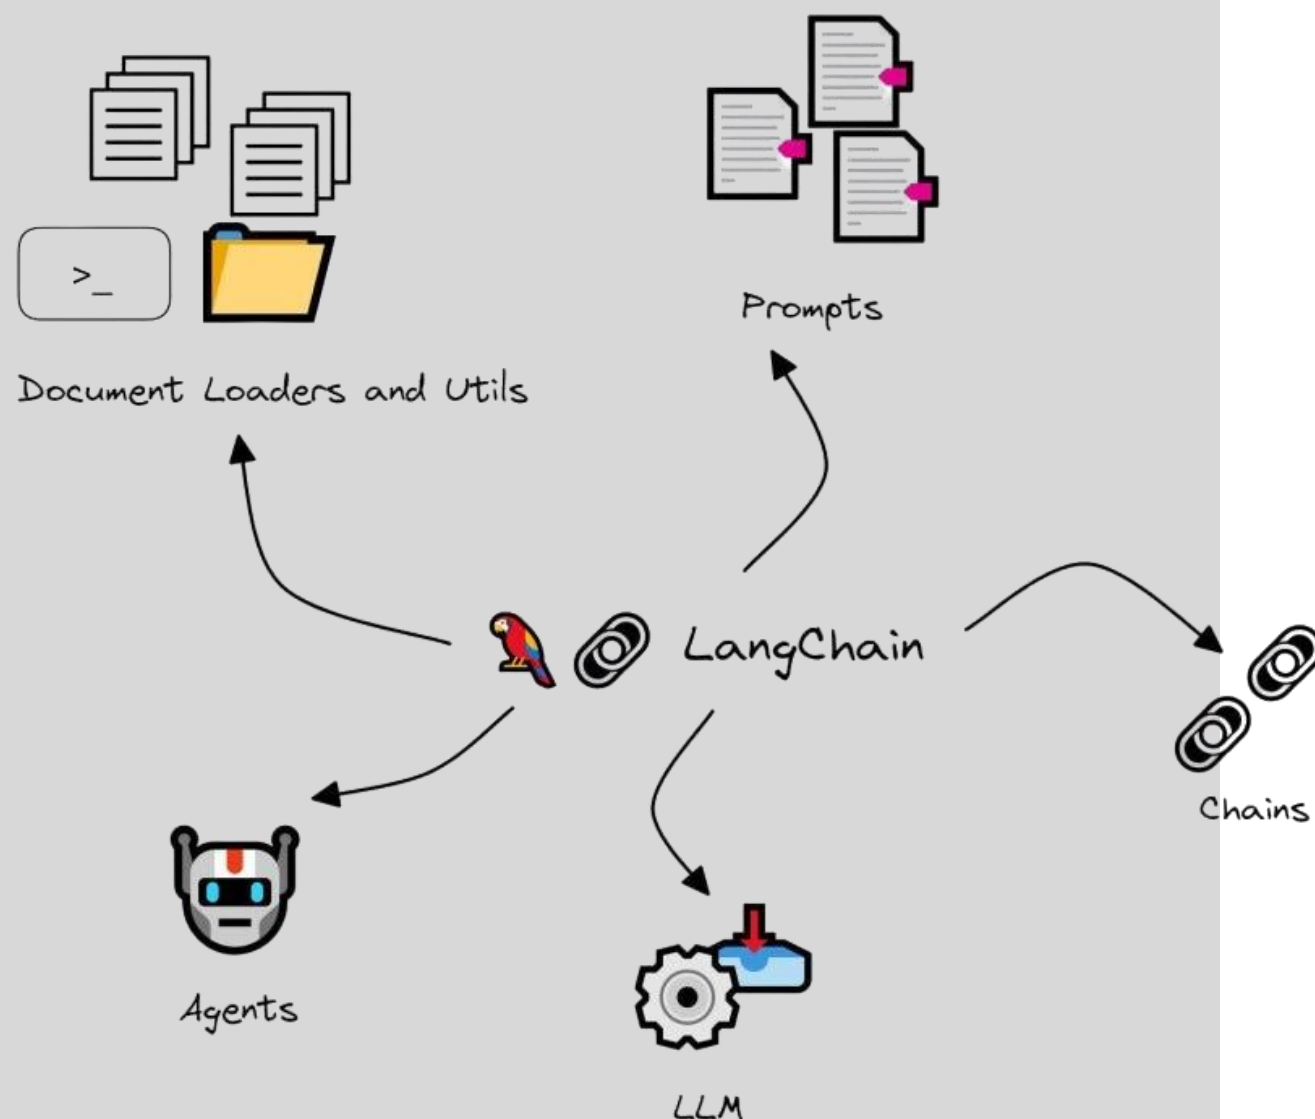 Prompts
>_
Document Loaders and Utils
LangChain
Chains
Agents
LLM